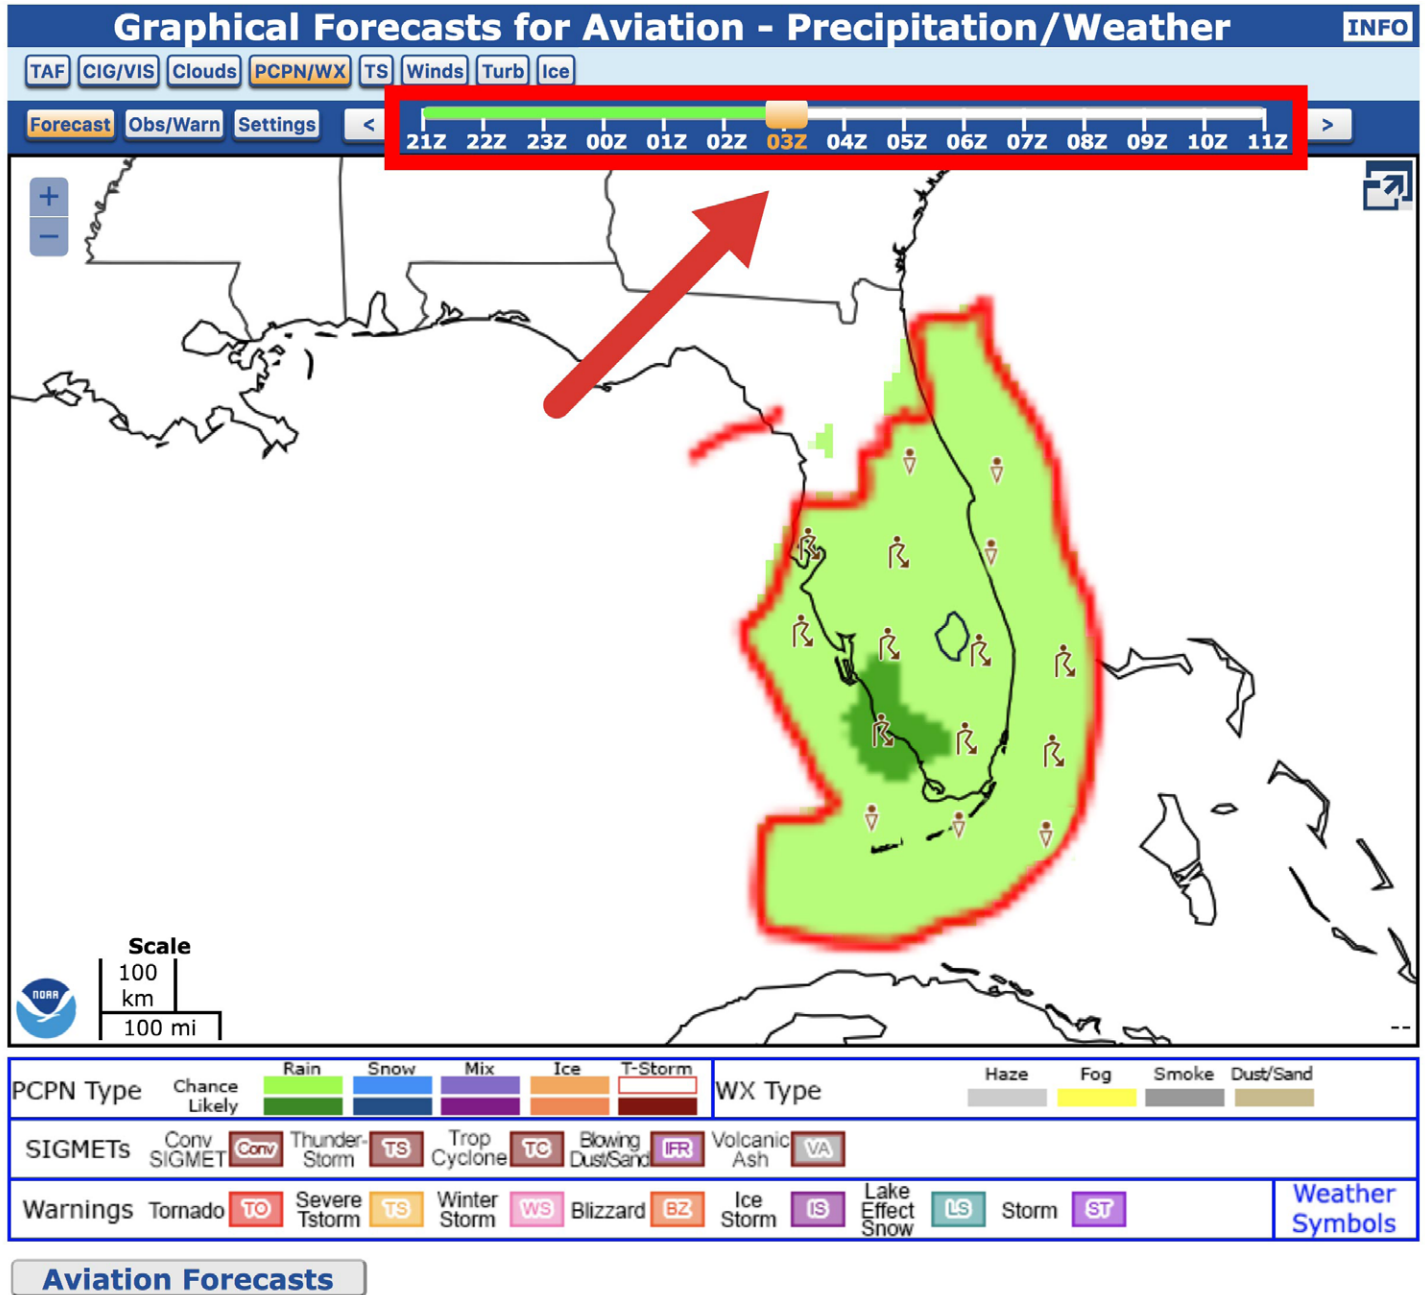 Graphical Forecasts for Aviation - Precipitation/Weather INFO
TAF CIG/VIS Clouds PCPN/WX TS Winds Turb Ice
Forecast Obs/Warn Settings < >
21Z 22Z 23Z 00Z 01Z 02Z 03Z 04Z 05Z 06Z 07Z 08Z 09Z 10Z 11Z
+
−
Scale
100
km
100 mi
NOAA
--
Rain Snow Mix Ice T-Storm
PCPN Type Chance
Likely
WX Type Haze Fog Smoke Dust/Sand
SIGMETs Conv
SIGMET Conv Thunder-
Storm TS Trop
Cyclone TC Blowing
Dust/Sand IFR Volcanic
Ash VA
Warnings Tornado TO Severe
Tstorm TS Winter
Storm WS Blizzard BZ Ice
Storm IS Lake
Effect
Snow LS Storm ST
Weather
Symbols
Aviation Forecasts